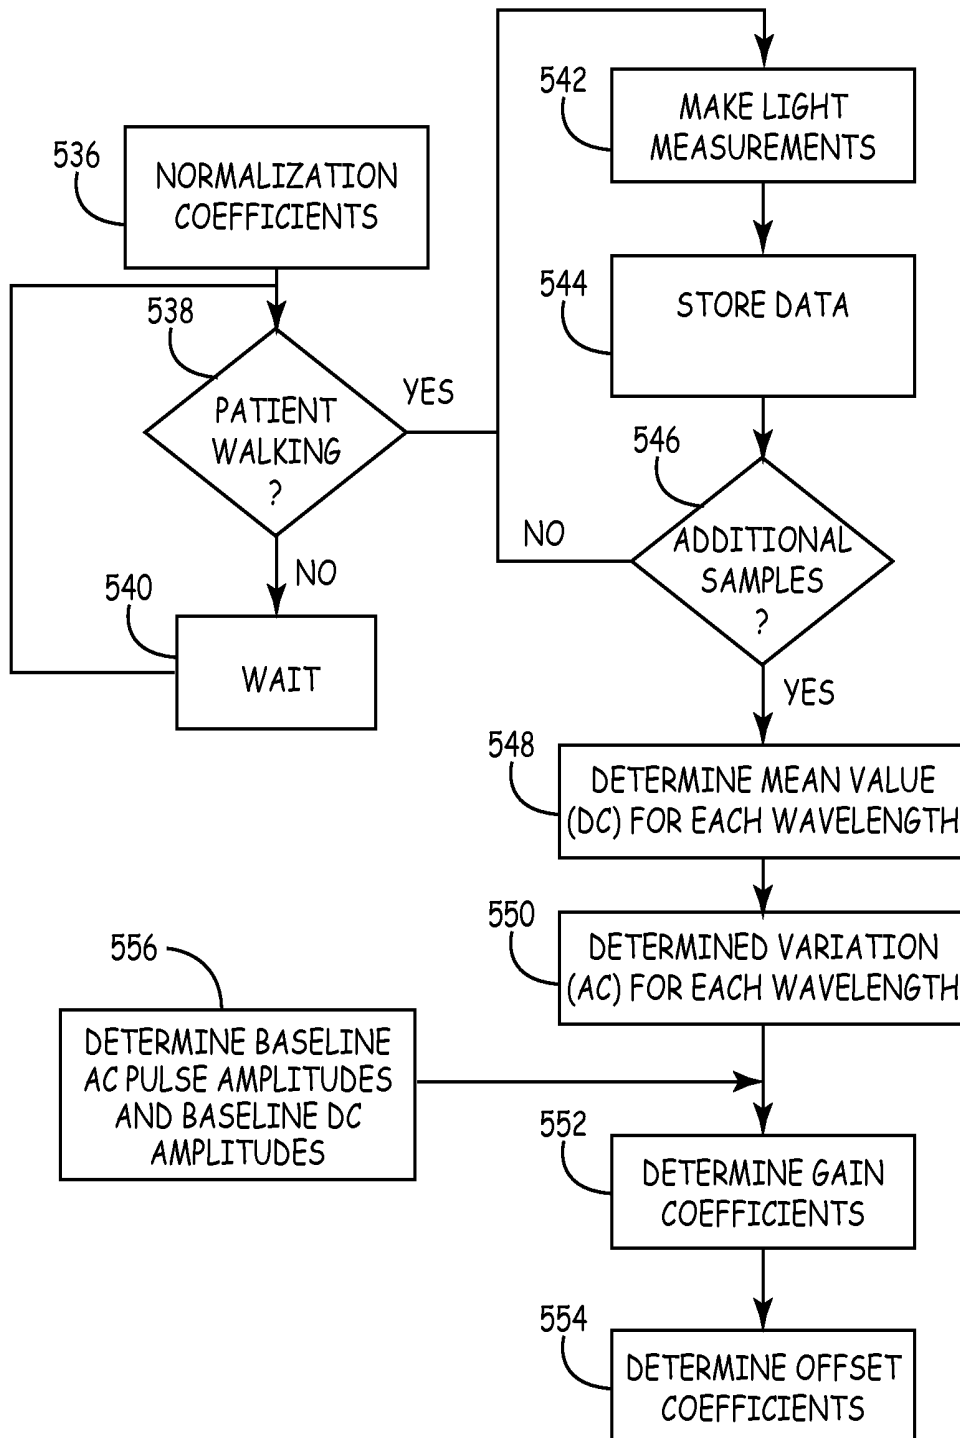 536
NORMALIZATION
COEFFICIENTS
538
PATIENT
WALKING
?
YES
NO
540
WAIT
542
MAKE LIGHT
MEASUREMENTS
544
STORE DATA
546
ADDITIONAL
SAMPLES
?
NO
YES
548
DETERMINE MEAN VALUE
(DC) FOR EACH WAVELENGTH
550
DETERMINED VARIATION
(AC) FOR EACH WAVELENGTH
556
DETERMINE BASELINE
AC PULSE AMPLITUDES
AND BASELINE DC
AMPLITUDES
552
DETERMINE GAIN
COEFFICIENTS
554
DETERMINE OFFSET
COEFFICIENTS